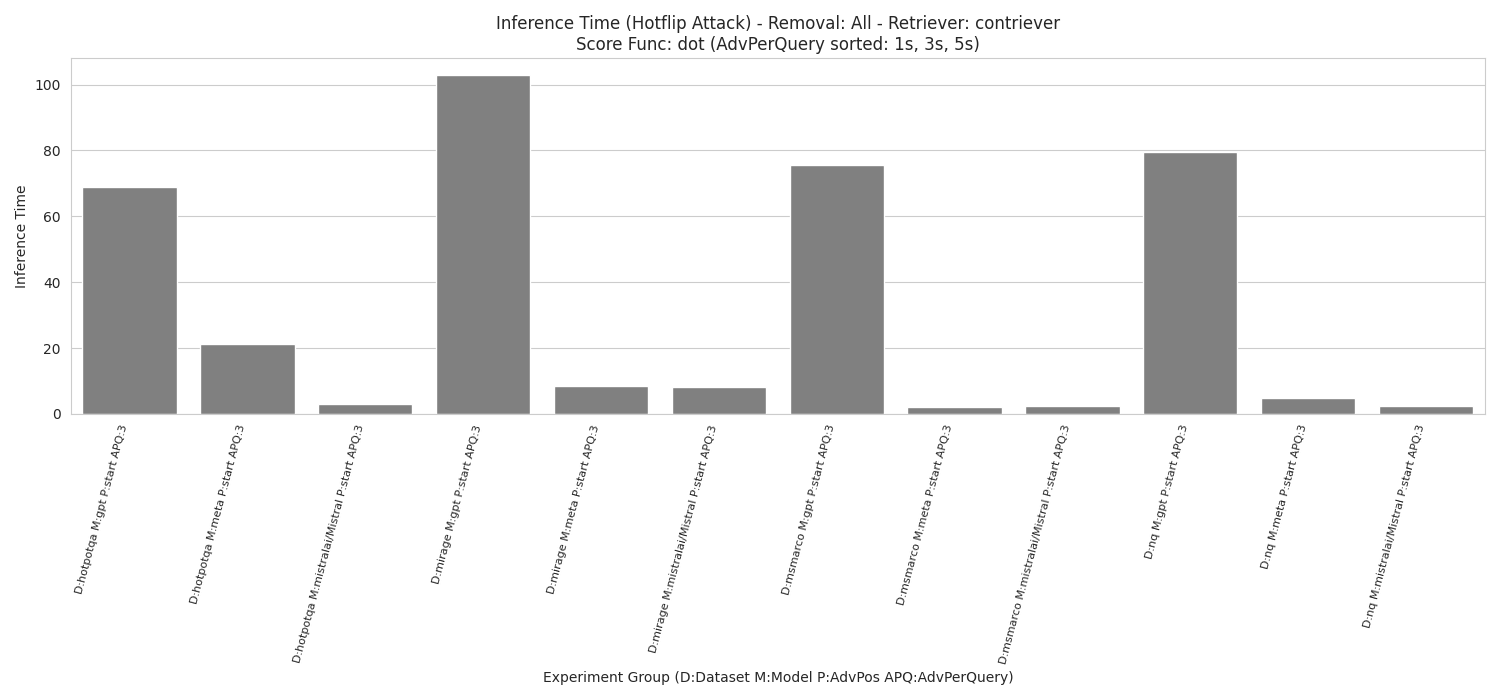 Inference Time (Hotflip Attack) - Removal: All - Retriever: contriever
Score Func: dot (AdvPerQuery sorted: 1s, 3s, 5s)
Inference Time
100
80
60
40
20
0
D:hotpotqa M:gpt P:start APQ:3
D:hotpotqa M:meta P:start APQ:3
D:hotpotqa M:mistralai/Mistral P:start APQ:3
D:mirage M:gpt P:start APQ:3
D:mirage M:meta P:start APQ:3
D:mirage M:mistralai/Mistral P:start APQ:3
D:msmarco M:gpt P:start APQ:3
D:msmarco M:meta P:start APQ:3
D:msmarco M:mistralai/Mistral P:start APQ:3
D:nq M:gpt P:start APQ:3
D:nq M:meta P:start APQ:3
D:nq M:mistralai/Mistral P:start APQ:3
Experiment Group (D:Dataset M:Model P:AdvPos APQ:AdvPerQuery)